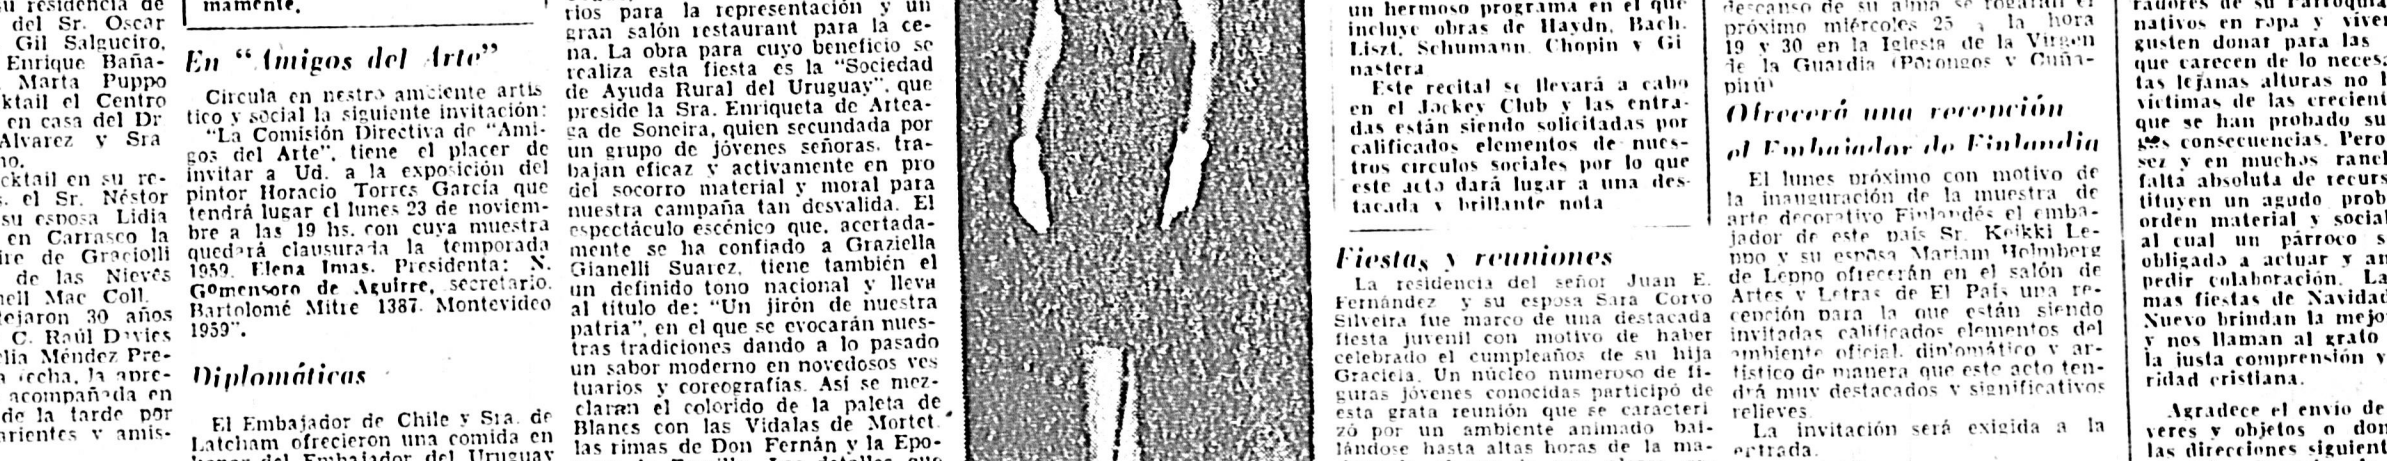 su residencia de
del Sr. Oscar
Gil Salgueiro,
Enrique Baña-
Marta Puppo
ktail el Centro
en casa del Dr
Alvarez y Sra
no.
cktail en su re-
s. el Sr. Néstor
su esposa Lidia
en Carrasco la
ire de Graciolli
de las Nieves
nell Mac Coll.
tejaron 30 años
C. Raúl Davies
elia Méndez Pre-
a fecha, la apre-
acompañada en
de la tarde por
arientes y amis-
mamente.
En "Amigos del Arte"
Circula en nestro amciente artis
tico y social la siguiente invitación:
"La Comisión Directiva de "Ami-
gos del Arte", tiene el placer de
invitar a Ud. a la exposición del
pintor Horacio Torres García que
tendrá lugar el lunes 23 de noviem-
bre a las 19 hs. con cuya muestra
quedará clausurada la temporada
1959. Elena Imas. Presidenta: N.
Gomensoro de Aguirre, secretario.
Bartolomé Mitre 1387. Montevideo
1959".
Diplomáticas
El Embajador de Chile y Sra. de
Latcham ofrecieron una comida en
honor del Embajador del Uruguay
rios para la representación y un
gran salón restaurant para la ce-
na. La obra para cuyo beneficio se
realiza esta fiesta es la "Sociedad
de Ayuda Rural del Uruguay", que
preside la Sra. Enriqueta de Artea-
ga de Soneira, quien secundada por
un grupo de jóvenes señoras, tra-
bajan eficaz y activamente en pro
del socorro material y moral para
nuestra campaña tan desvalida. El
espectáculo escénico que, acertada-
mente se ha confiado a Graziella
Gianelli Suarez, tiene también el
un definido tono nacional y lleva
al título de: "Un jirón de nuestra
patria", en el que se evocarán nues-
tras tradiciones dando a lo pasado
un sabor moderno en novedosos ves
tuarios y coreografías. Así se mez-
claran el colorido de la paleta de
Blanes con las Vidalas de Mortet.
las rimas de Don Fernán y la Epo-
un hermoso programa en el que
incluye obras de Haydn, Bach.
Liszt, Schumann, Chopin y Gi
nastera
Este recital se llevará a cabo
en el Jockey Club y las entra-
das están siendo solicitadas por
calificados elementos de nues-
tros circulos sociales por lo que
este acto dará lugar a una des-
tacada y brillante nota
Fiestas y reuniones
La residencia del señor Juan E.
Fernández y su esposa Sara Corvo
Silveira fue marco de una destacada
fiesta juvenil con motivo de haber
celebrado el cumpleaños de su hija
Graciela. Un núcleo numeroso de fi-
guras jóvenes conocidas participó de
esta grata reunión que se caracteri
zó por un ambiente animado bai-
lándose hasta altas horas de la ma-
descanso de su alma se rogarán el
próximo miércoles 25 a la hora
19 y 30 en la Iglesia de la Virgen
de la Guardia (Porongos y Cuña-
pirú)
Ofrecerá una recención
el Embajador de Finlandia
El lunes próximo con motivo de
la inauguración de la muestra de
arte decorativo Finlandés el emba-
jador de este país Sr. Keikki Le-
ppo y su esposa Mariam Holmberg
de Leppo ofrecerán en el salón de
Artes y Letras de El País una re-
cención para la que están siendo
invitadas calificados elementos del
ambiente oficial, diplomático y ar-
tístico de manera que este acto ten-
drá muy destacados y significativos
relieves.
La invitación será exigida a la
entrada.
radores de su Parroquia
nativos en ropa y viver
gusten donar para las
que carecen de lo neces
tas lejanas alturas no h
victimas de las crecient
que se han probado su
ges consecuencias. Pero
sez y en muchos ranch
falta absoluta de recurs
tituyen un agudo prob
orden material y social
al cual un párroco s
obligado a actuar y an
pedir colaboración. La
mas fiestas de Navidad
Nuevo brindan la mejo
y nos llaman al grato
la justa comprensión y
ridad cristiana.
Agradece el envío de
veres y objetos o don
las direcciones siguient